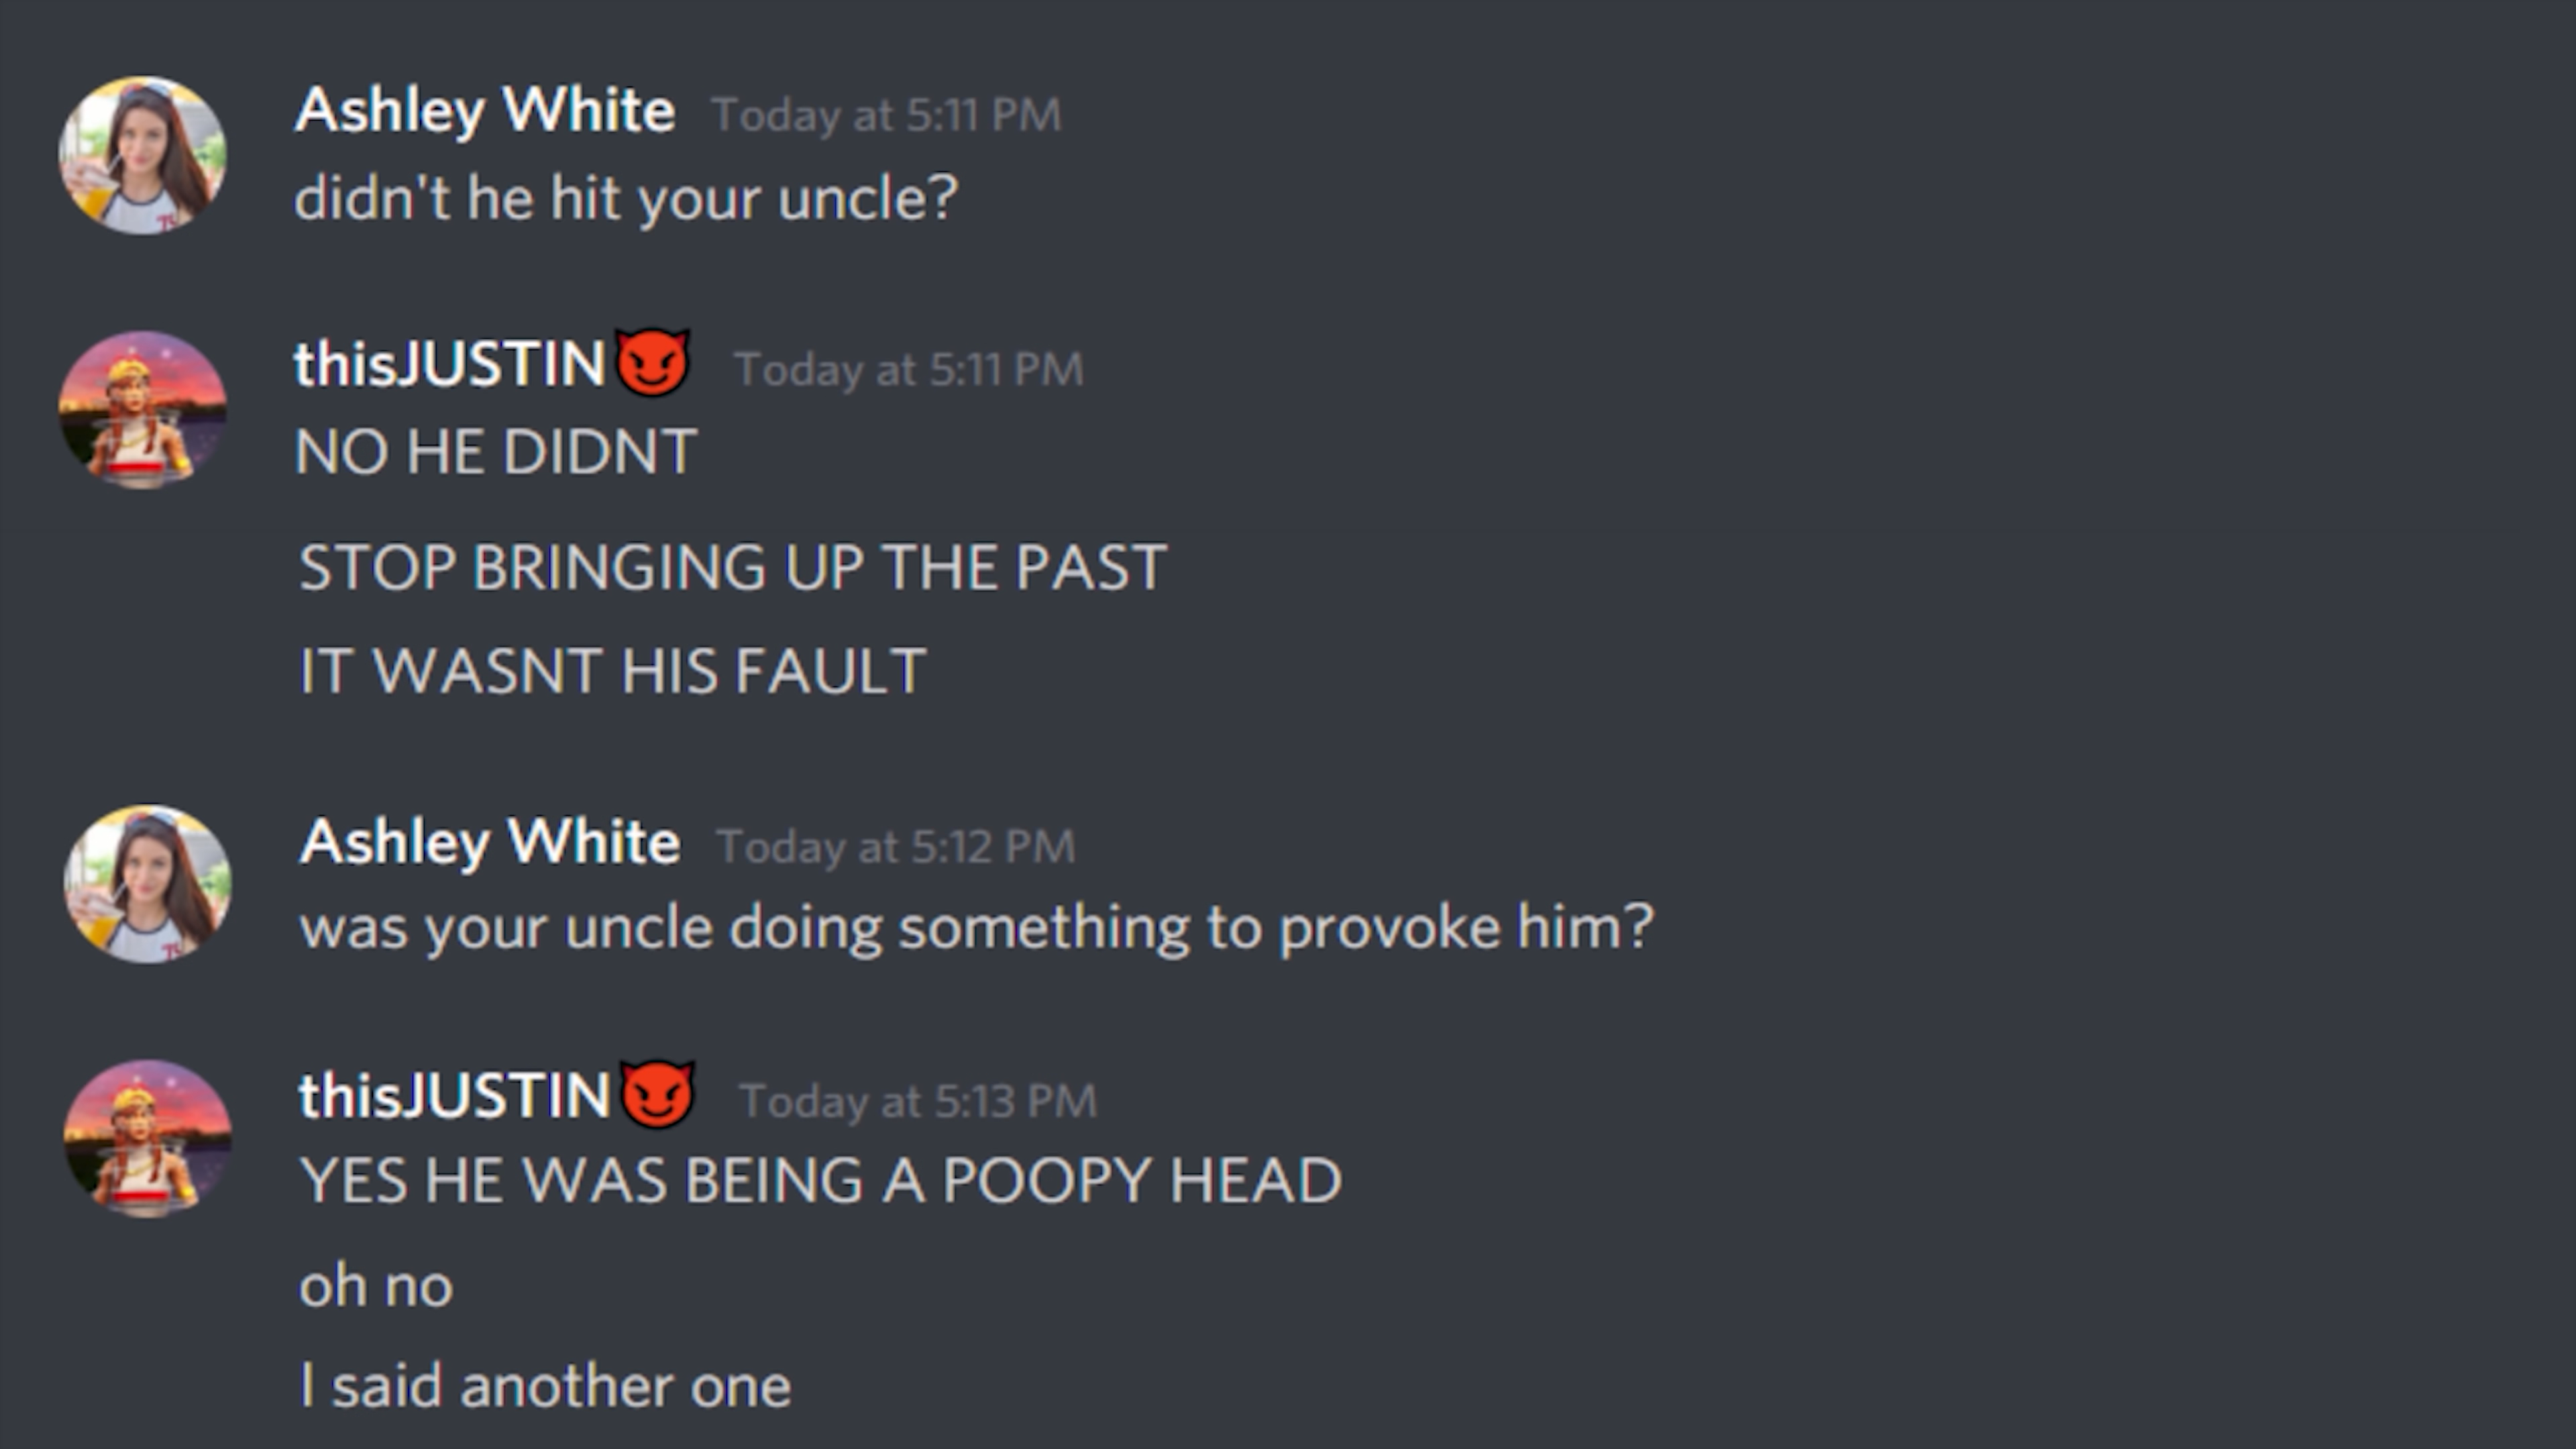 Ashley White Today at 5:11 PM
didn't he hit your uncle?
thisJUSTIN😈 Today at 5:11 PM
NO HE DIDNT
STOP BRINGING UP THE PAST
IT WASNT HIS FAULT
Ashley White Today at 5:12 PM
was your uncle doing something to provoke him?
thisJUSTIN😈 Today at 5:13 PM
YES HE WAS BEING A POOPY HEAD
oh no
I said another one